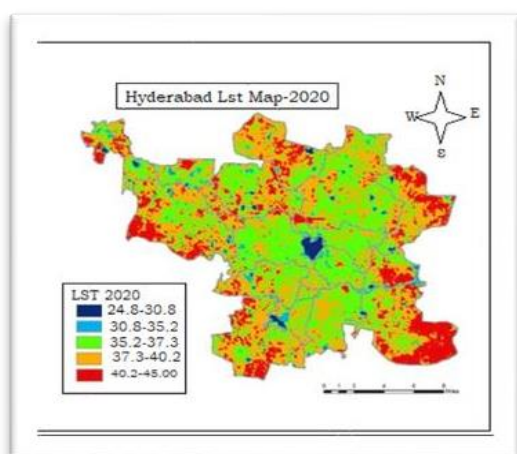 Hyderabad Lst Map-2020
N
W E
S
LST 2020
24.8-30.8
30.8-35.2
35.2-37.3
37.3-40.2
40.2-45.00